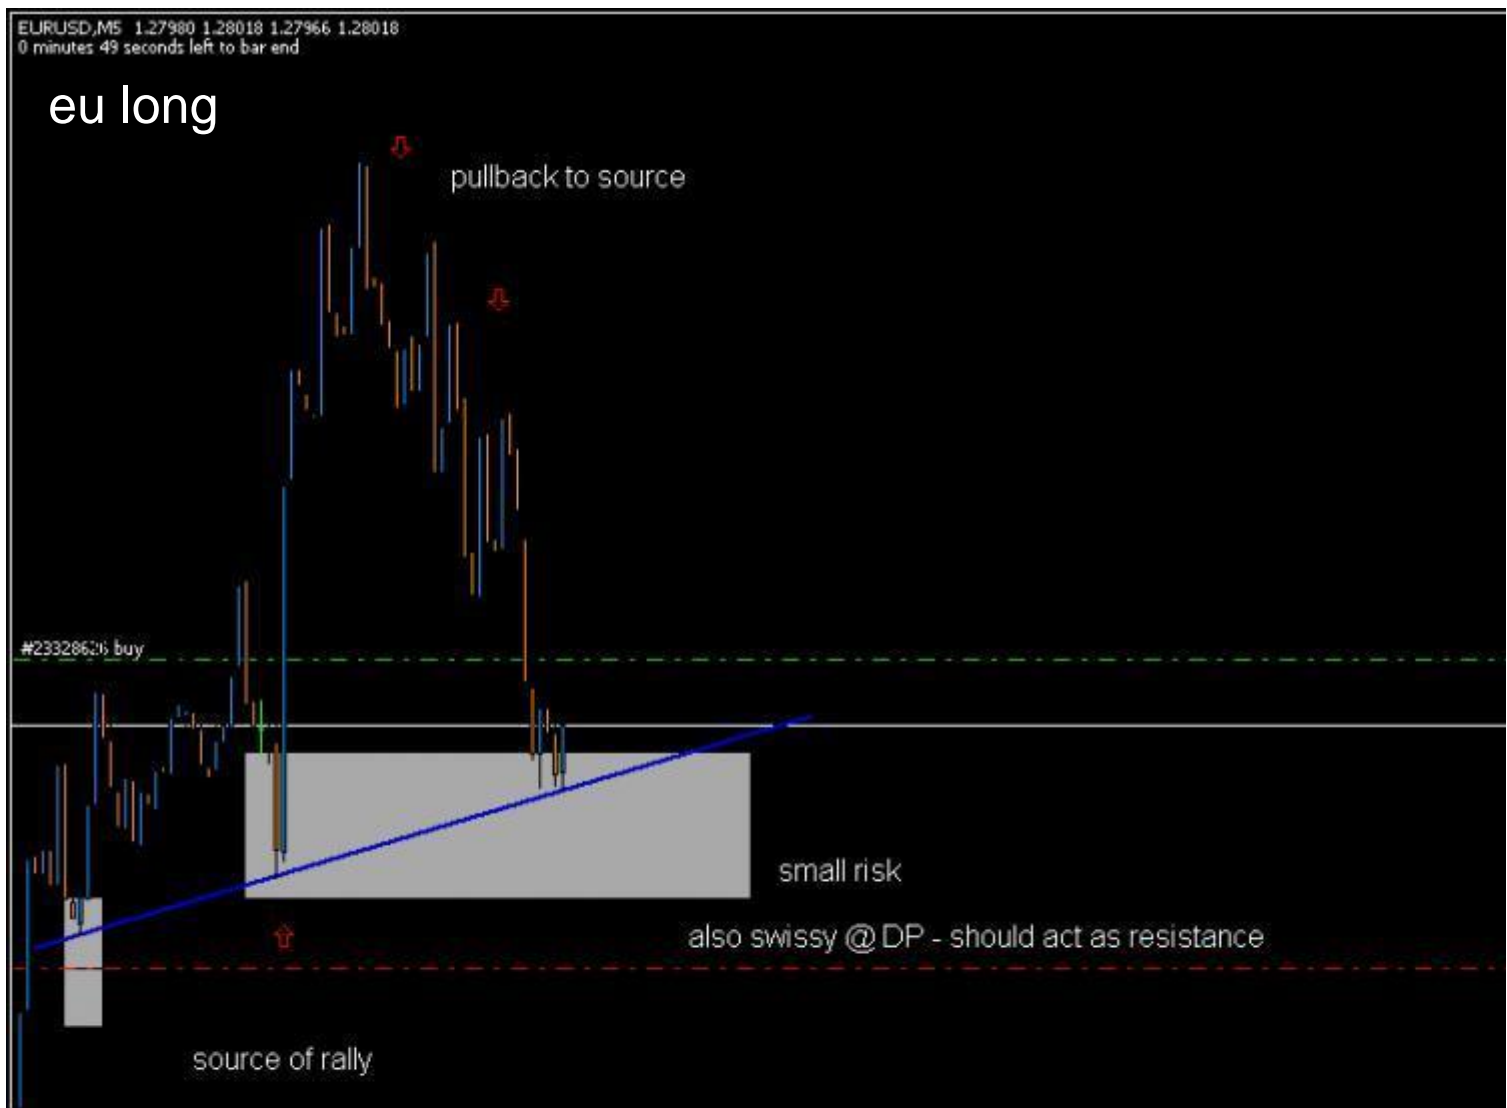 EURUSD,M5 1.27980 1.28018 1.27966 1.28018
0 minutes 49 seconds left to bar end
eu long
pullback to source
#23328626 buy
small risk
also swissy @ DP - should act as resistance
source of rally